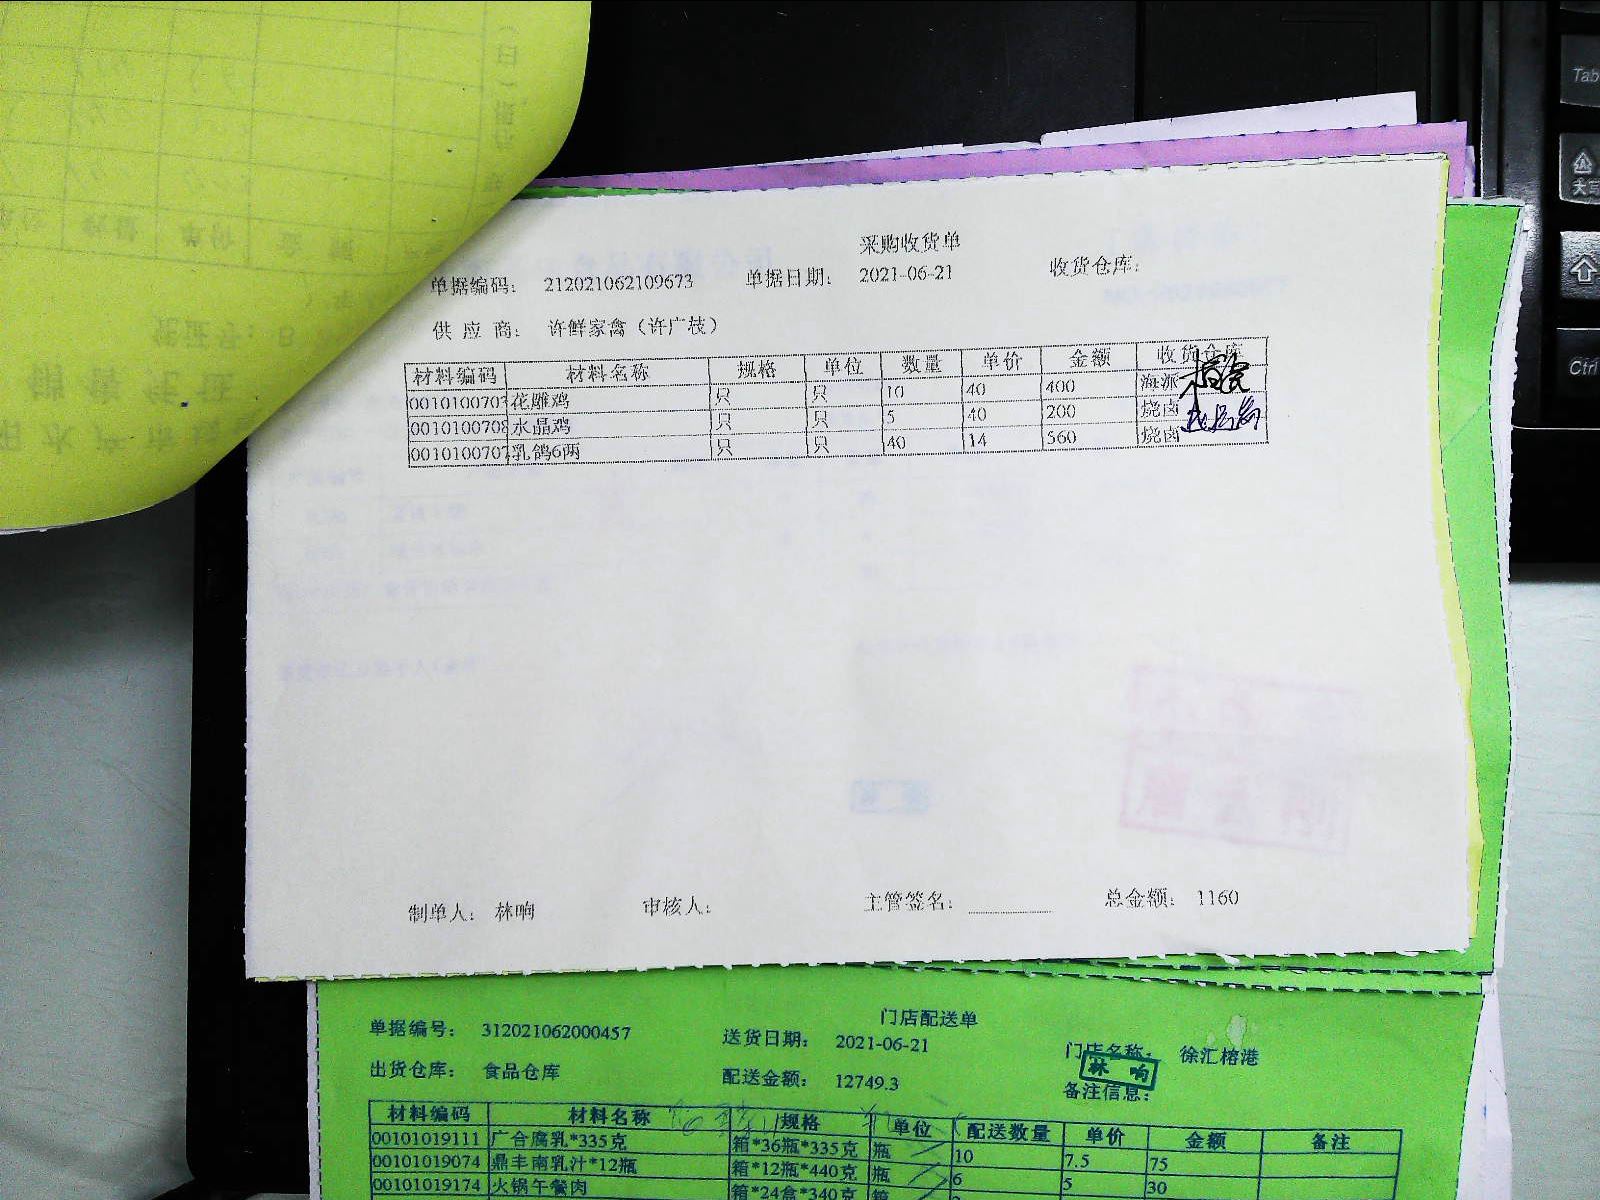 采购收货单
单据编码： 212021062109673 单据日期： 2021-06-21 收货仓库：
供 应 商： 许鲜家禽（许广枝）
材料编码 材料名称 规格 单位 数量 单价 金额 收货仓库
0010100703 花雕鸡 只 只 10 40 400 海派
0010100708 水晶鸡 只 只 5 40 200 烧卤
0010100707 乳鸽6两 只 只 40 14 560 烧卤
制单人： 林响 审核人： 主管签名： 总金额： 1160
门店配送单
单据编号： 312021062000457 送货日期： 2021-06-21 门店名称： 徐汇榕港
林 响
出货仓库： 食品仓库 配送金额： 12749.3 备注信息：
材料编码 材料名称 规格 单位 配送数量 单价 金额 备注
00101019111 广合腐乳*335克 箱*36瓶*335克 瓶 10 7.5 75
00101019074 鼎丰南乳汁*12瓶 箱*12瓶*440克 瓶 6 5 30
00101019174 火锅午餐肉 箱*24盒*340克 箱
Tab
Ctrl